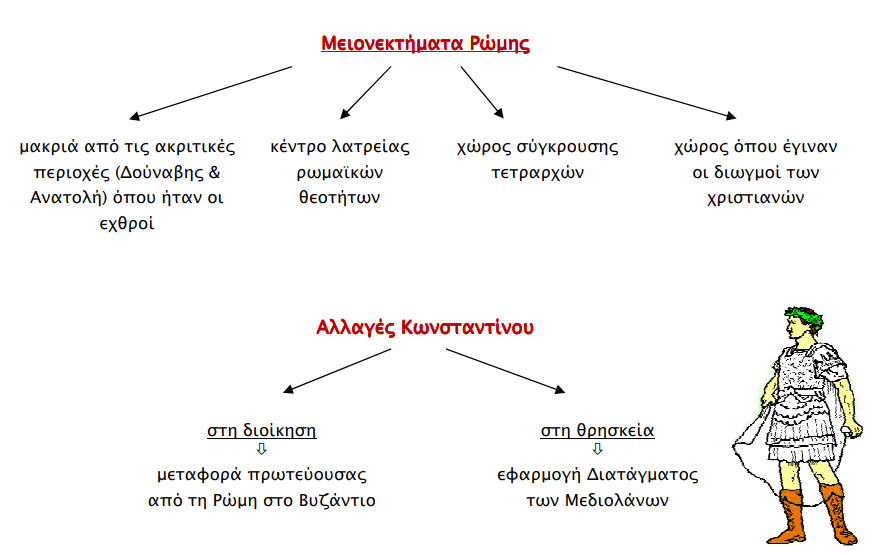 Μειονεκτήματα Ρώμης
μακριά από τις ακριτικές
περιοχές (Δούναβης &
Ανατολή) όπου ήταν οι
εχθροί
κέντρο λατρείας
ρωμαϊκών
θεοτήτων
χώρος σύγκρουσης
τετραρχών
χώρος όπου έγιναν
οι διωγμοί των
χριστιανών
Αλλαγές Κωνσταντίνου
στη διοίκηση
μεταφορά πρωτεύουσας
από τη Ρώμη στο Βυζάντιο
στη θρησκεία
εφαρμογή Διατάγματος
των Μεδιολάνων